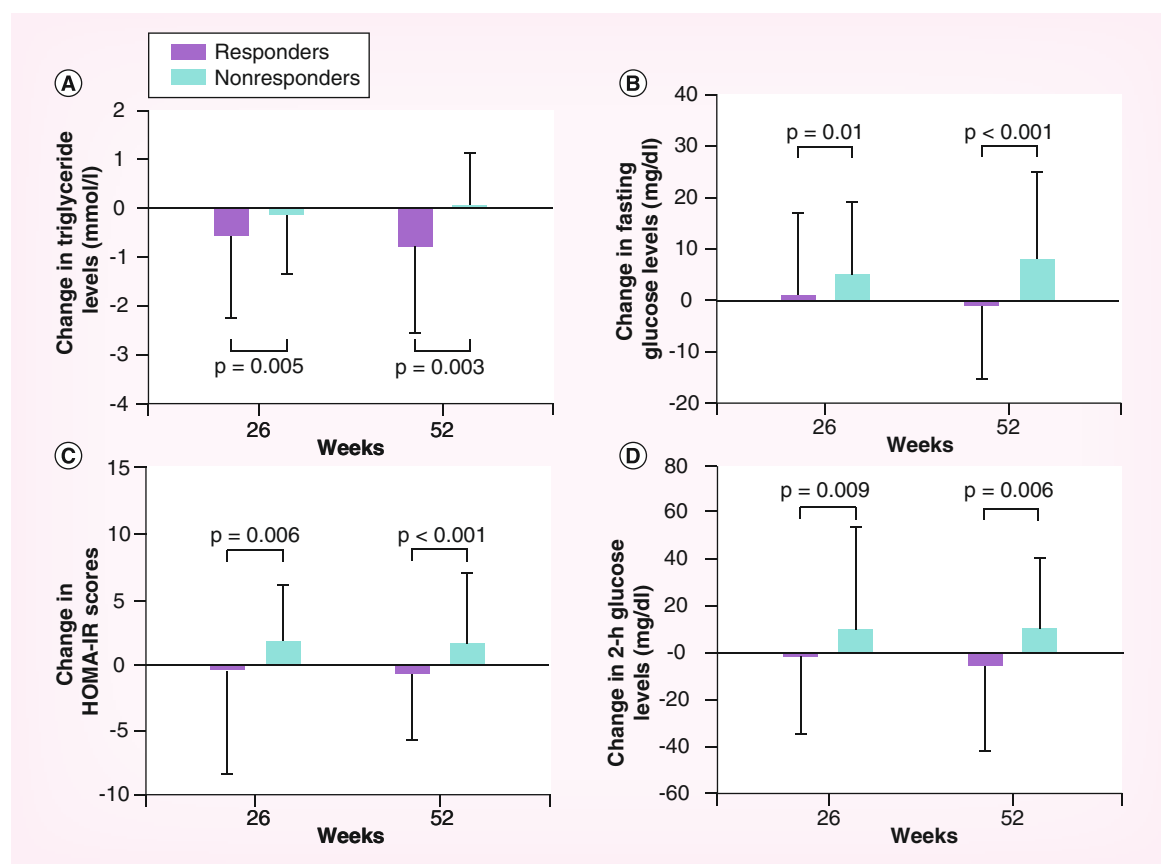 Responders
Nonresponders
A
Change in triglyceride
levels (mmol/l)
2
1
0
-1
-2
-3
-4
p = 0.005
p = 0.003
26
52
Weeks
B
Change in fasting
glucose levels (mg/dl)
40
30
20
10
0
-10
-20
p = 0.01
p < 0.001
26
52
Weeks
C
Change in
HOMA-IR scores
15
10
5
0
-5
-10
p = 0.006
p < 0.001
26
52
Weeks
D
Change in 2-h glucose
levels (mg/dl)
80
60
40
20
-0
-20
-40
-60
p = 0.009
p = 0.006
26
52
Weeks